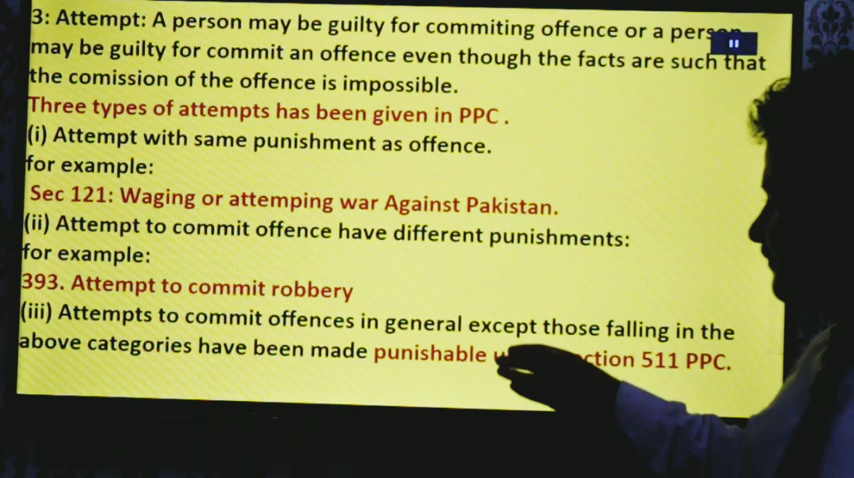 3: Attempt: A person may be guilty for commiting offence or a
may be guilty for commit an offence even though the facts are such that
the comission of the offence is impossible.
Three types of attempts has been given in PPC .
(i) Attempt with same punishment as offence.
for example:
Sec 121: Waging or attemping war Against Pakistan.
(ii) Attempt to commit offence have different punishments:
for example:
393. Attempt to commit robbery
(iii) Attempts to commit offences in general except those falling in the
above categories have been made punishable 511 PPC.